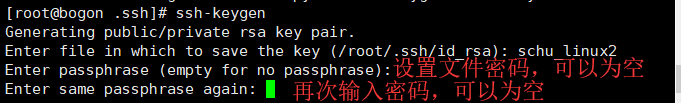 [root@bogon .ssh]# ssh-keygen
Generating public/private rsa key pair.
Enter file in which to save the key (/root/.ssh/id_rsa): schu_linux2
Enter passphrase (empty for no passphrase):设置文件密码，可以为空
Enter same passphrase again: 再次输入密码，可以为空